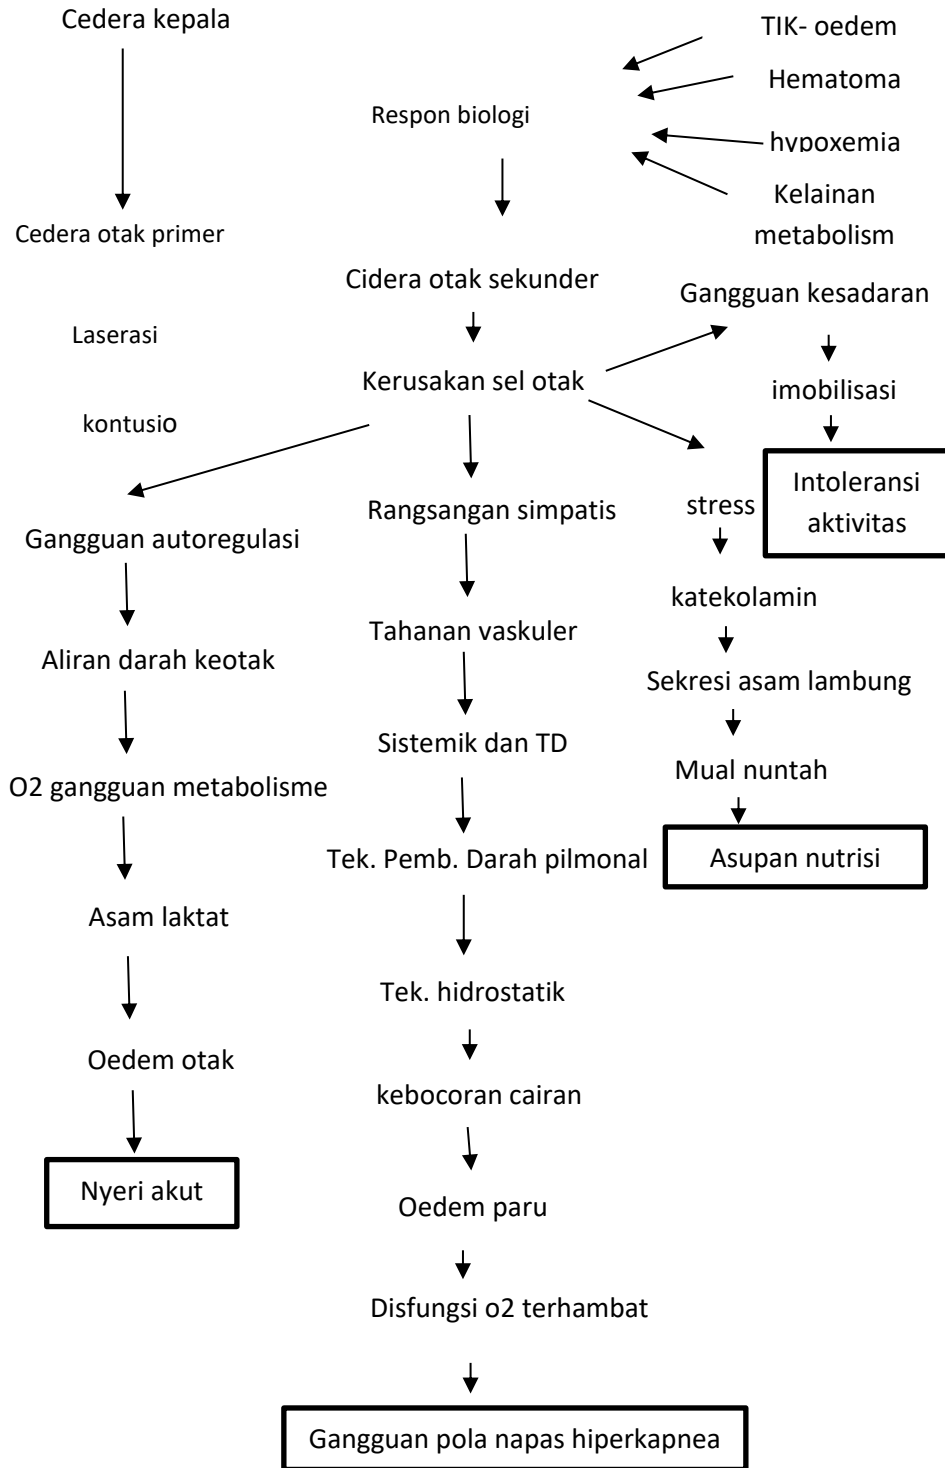 Cedera kepala
TIK- oedem
Hematoma
Respon biologi
hypoxemia
Kelainan
metabolism
Cedera otak primer
Cidera otak sekunder
Gangguan kesadaran
Laserasi
Kerusakan sel otak
imobilisasi
kontusio
Intoleransi
aktivitas
Rangsangan simpatis
stress
Gangguan autoregulasi
katekolamin
Tahanan vaskuler
Aliran darah keotak
Sekresi asam lambung
Sistemik dan TD
Mual nuntah
O2 gangguan metabolisme
Tek. Pemb. Darah pilmonal
Asupan nutrisi
Asam laktat
Tek. hidrostatik
Oedem otak
kebocoran cairan
Nyeri akut
Oedem paru
Disfungsi o2 terhambat
Gangguan pola napas hiperkapnea